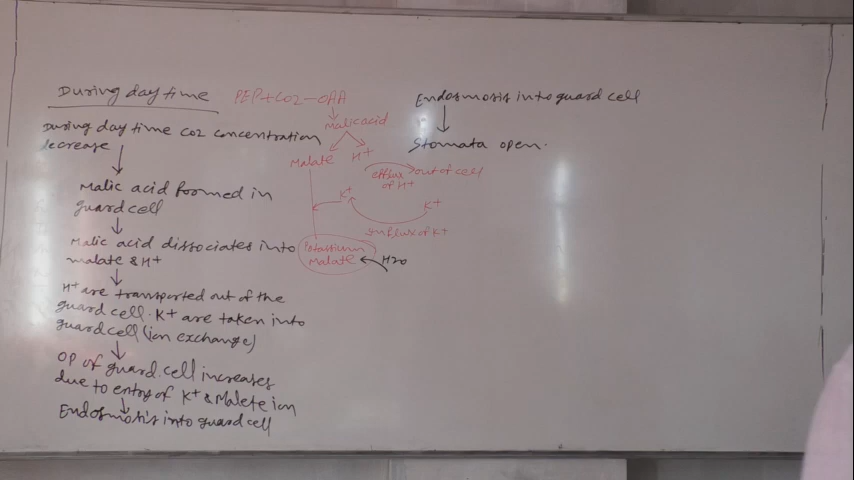 During day time
During day time CO2 concentration
decrease
Malic acid formed in
guard cell
Malic acid dissociates into
malate & H+
H+ are transported out of the
guard cell. K+ are taken into
guard cell (ion exchange)
OP of guard cell increases
due to entry of K+ & Malete ion
Endosmosis into guard cell
PEP+CO2-OAA
Malic acid
Malate H+
efflux of H+ out of cell
K+ K+
Influx of K+
Potassium
Malate H2O
Endosmosis into guard cell
Stomata open.